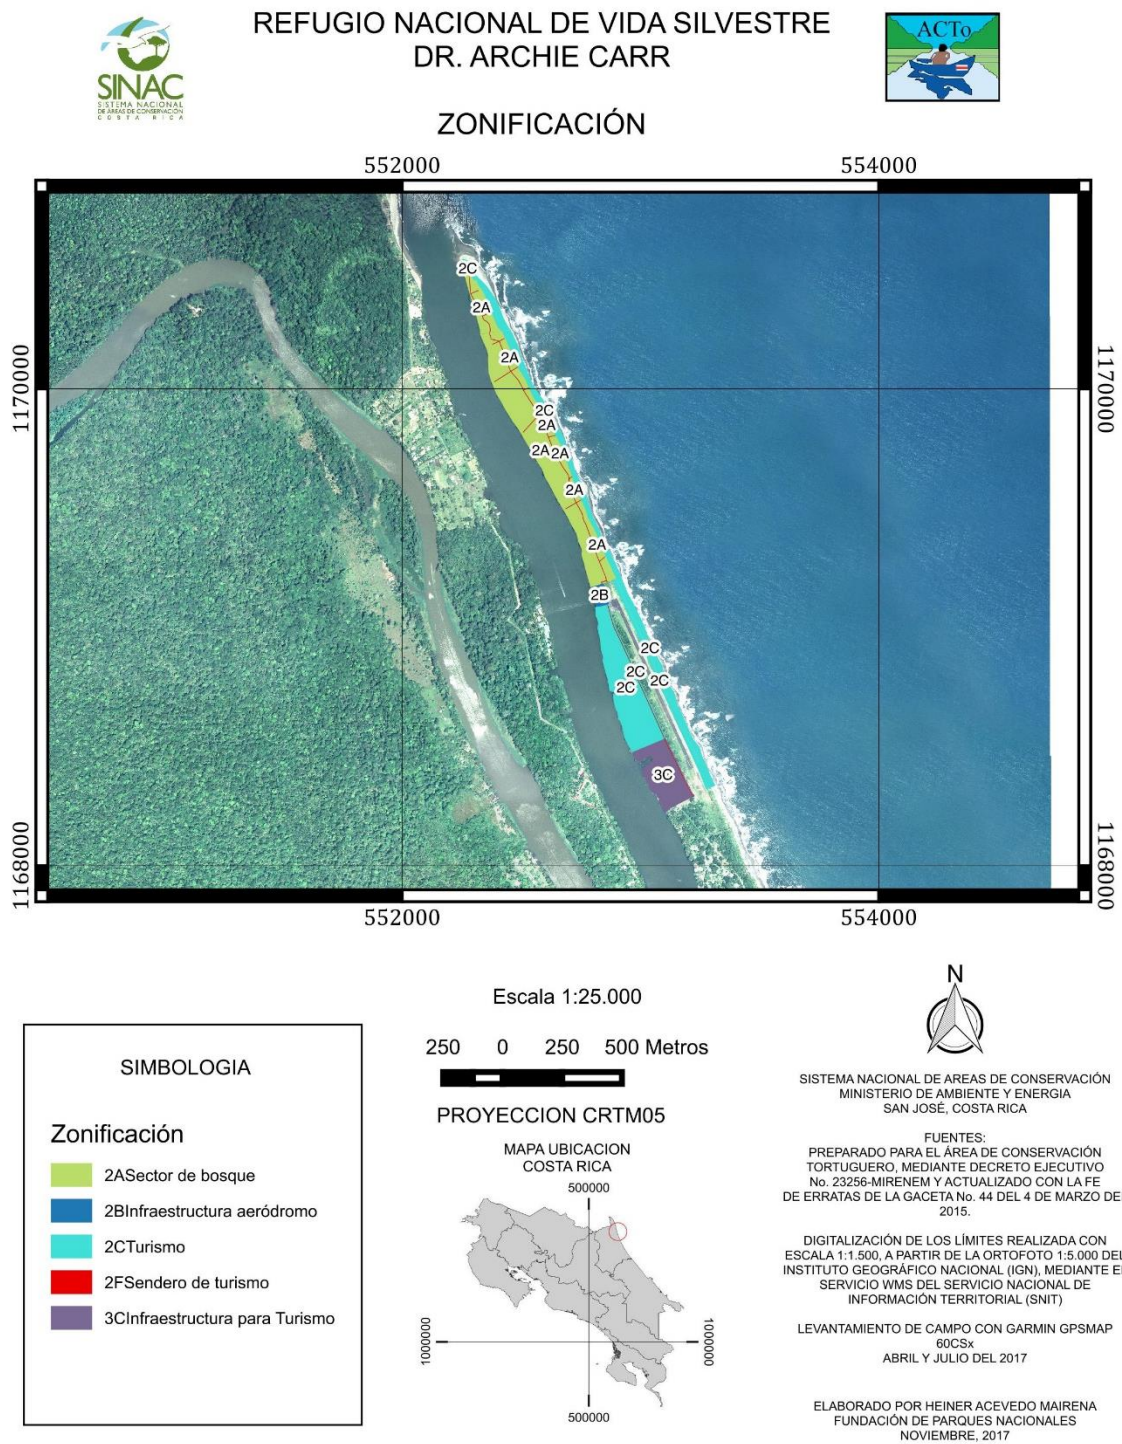 REFUGIO NACIONAL DE VIDA SILVESTRE
DR. ARCHIE CARR
SINAC
SISTEMA NACIONAL
DE ÁREAS DE CONSERVACIÓN
COSTA RICA
ACTo
ZONIFICACIÓN
552000
554000
1170000
1170000
1168000
1168000
2C
2A
2A
2C
2A
2A
2A
2A
2A
2B
2C
2C
2C
2C
3C
552000
554000
SIMBOLOGIA
Zonificación
2ASector de bosque
2BInfraestructura aeródromo
2CTurismo
2FSendero de turismo
3CInfraestructura para Turismo
Escala 1:25.000
250 0 250 500 Metros
PROYECCION CRTM05
MAPA UBICACION
COSTA RICA
500000
1000000
1000000
500000
N
SISTEMA NACIONAL DE AREAS DE CONSERVACIÓN
MINISTERIO DE AMBIENTE Y ENERGIA
SAN JOSÉ, COSTA RICA
FUENTES:
PREPARADO PARA EL ÁREA DE CONSERVACIÓN
TORTUGUERO, MEDIANTE DECRETO EJECUTIVO
No. 23256-MIRENEM Y ACTUALIZADO CON LA FE
DE ERRATAS DE LA GACETA No. 44 DEL 4 DE MARZO DE
2015.
DIGITALIZACIÓN DE LOS LÍMITES REALIZADA CON
ESCALA 1:1.500, A PARTIR DE LA ORTOFOTO 1:5.000 DEL
INSTITUTO GEOGRÁFICO NACIONAL (IGN), MEDIANTE E
SERVICIO WMS DEL SERVICIO NACIONAL DE
INFORMACIÓN TERRITORIAL (SNIT)
LEVANTAMIENTO DE CAMPO CON GARMIN GPSMAP
60CSx
ABRIL Y JULIO DEL 2017
ELABORADO POR HEINER ACEVEDO MAIRENA
FUNDACIÓN DE PARQUES NACIONALES
NOVIEMBRE, 2017